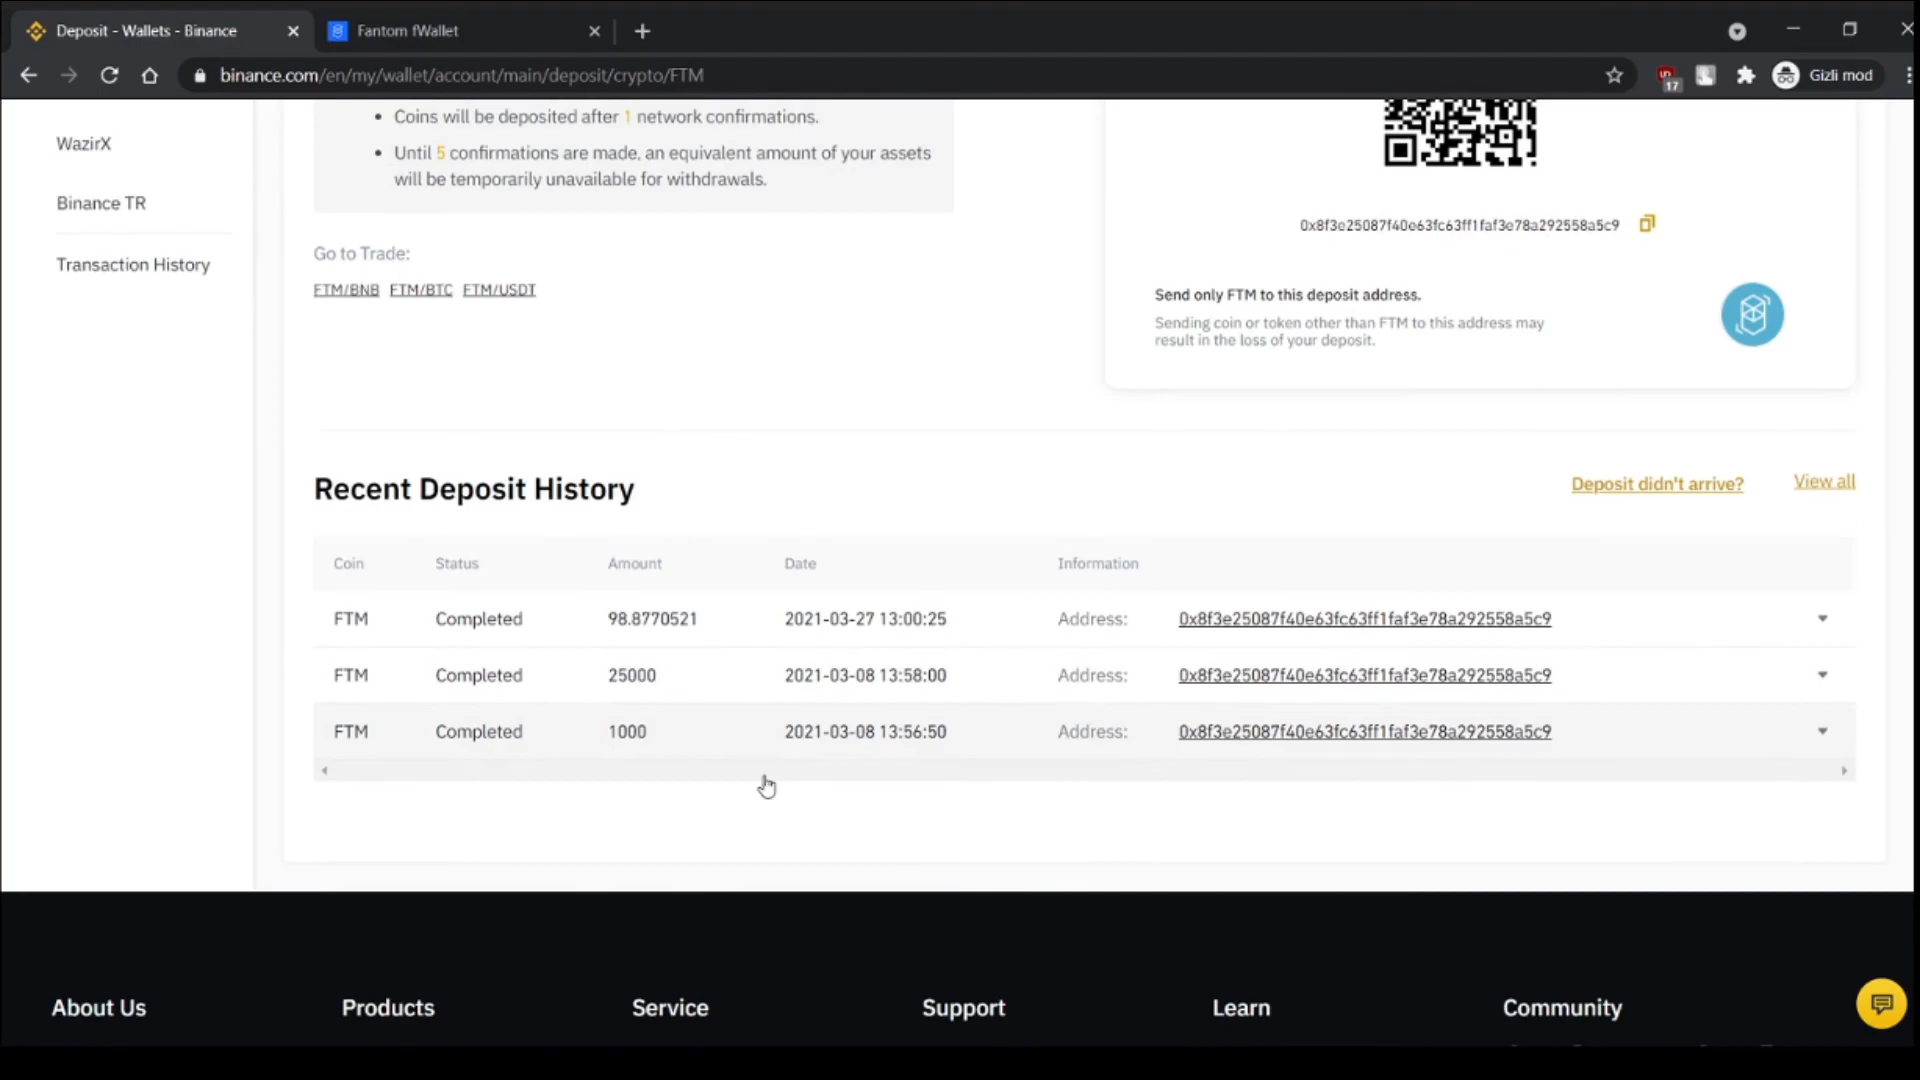 Deposit - Wallets - Binance
Fantom fWallet
binance.com/en/my/wallet/account/main/deposit/crypto/FTM
17
Gizli mod
WazirX
Binance TR
Transaction History
Coins will be deposited after 1 network confirmations.
Until 5 confirmations are made, an equivalent amount of your assets
will be temporarily unavailable for withdrawals.
Go to Trade:
FTM/BNB FTM/BTC FTM/USDT
0x8f3e25087f40e63fc63ff1faf3e78a292558a5c9
Send only FTM to this deposit address.
Sending coin or token other than FTM to this address may
result in the loss of your deposit.
Recent Deposit History
Deposit didn't arrive? View all
Coin Status Amount Date Information
FTM Completed 98.8770521 2021-03-27 13:00:25 Address: 0x8f3e25087f40e63fc63ff1faf3e78a292558a5c9
FTM Completed 25000 2021-03-08 13:58:00 Address: 0x8f3e25087f40e63fc63ff1faf3e78a292558a5c9
FTM Completed 1000 2021-03-08 13:56:50 Address: 0x8f3e25087f40e63fc63ff1faf3e78a292558a5c9
About Us Products Service Support Learn Community